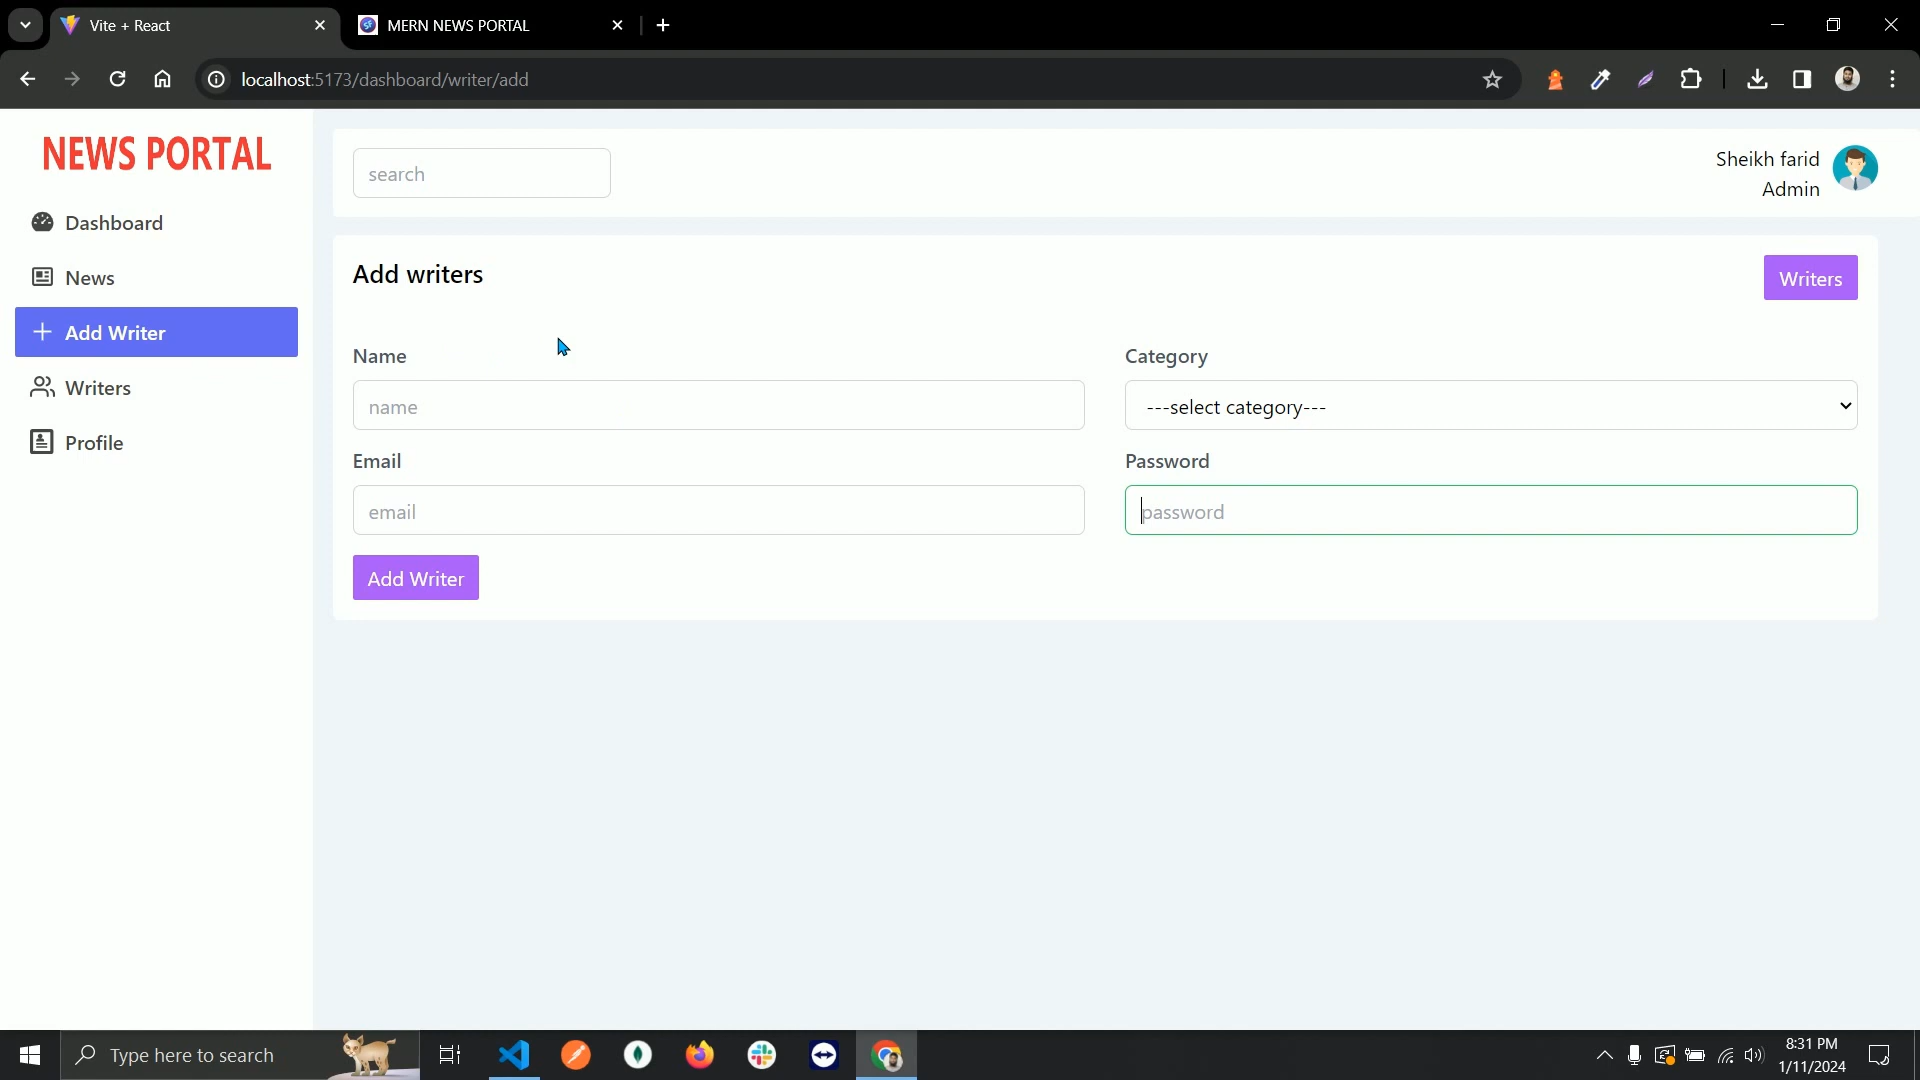 Vite + React
MERN NEWS PORTAL
localhost:5173/dashboard/writer/add
NEWS PORTAL
Dashboard
News
Add Writer
Writers
Profile
search
Sheikh farid
Admin
Add writers
Writers
Name
name
Category
---select category---
Email
email
Password
password
Add Writer
Type here to search
8:31 PM
1/11/2024